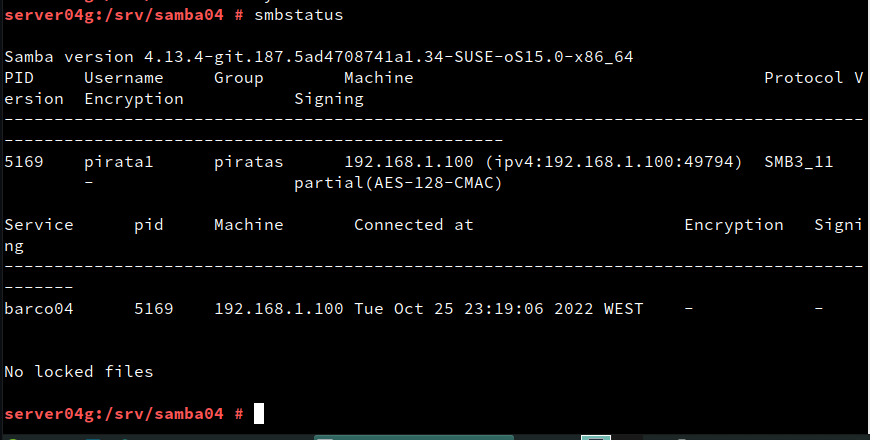 server04g:/srv/samba04 # smbstatus
Samba version 4.13.4-git.187.5ad4708741a1.34-SUSE-oS15.0-x86_64
PID     Username     Group        Machine                                   Protocol V
ersion  Encryption           Signing
--------------------------------------------------------------------------------------
--------------------------------------------------
5169    pirata1      piratas      192.168.1.100 (ipv4:192.168.1.100:49794)  SMB3_11
        -                    partial(AES-128-CMAC)
Service      pid     Machine       Connected at                     Encryption   Signi
ng
--------------------------------------------------------------------------------------
-------
barco04      5169    192.168.1.100 Tue Oct 25 23:19:06 2022 WEST    -            -
No locked files
server04g:/srv/samba04 #